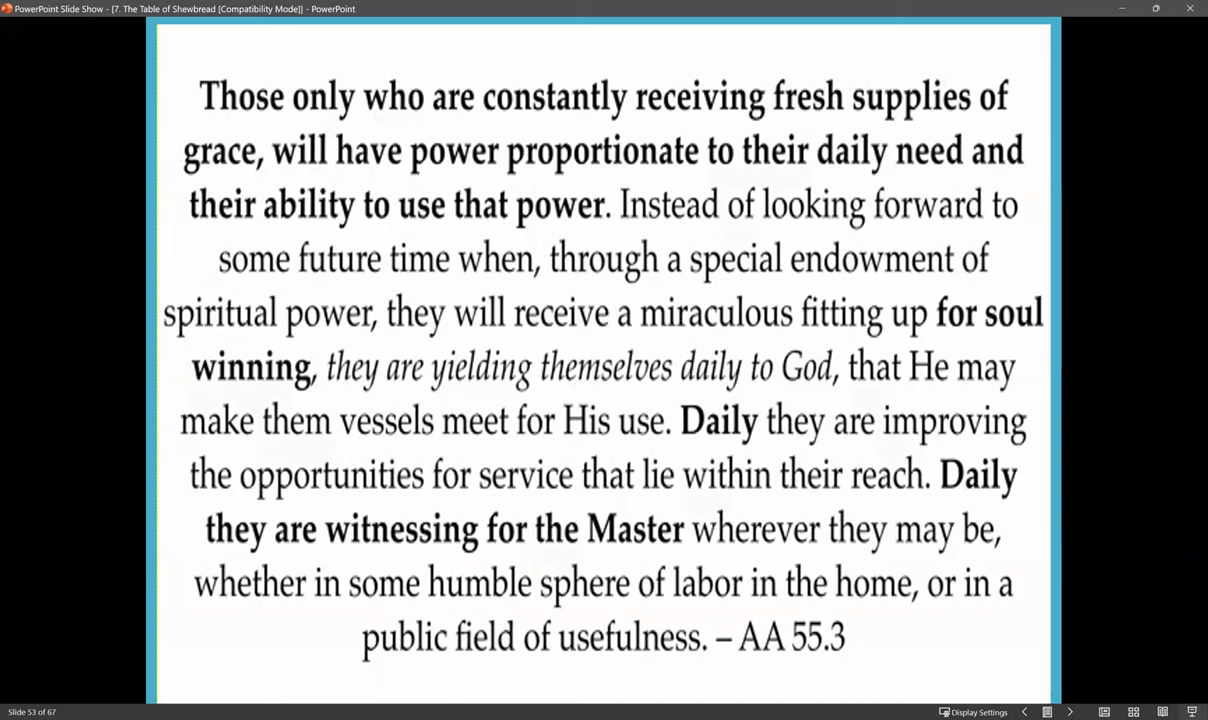 PowerPoint Slide Show - [7. The Table of Shewbread [Compatibility Mode]] - PowerPoint
Those only who are constantly receiving fresh supplies of
grace, will have power proportionate to their daily need and
their ability to use that power. Instead of looking forward to
some future time when, through a special endowment of
spiritual power, they will receive a miraculous fitting up for soul
winning, they are yielding themselves daily to God, that He may
make them vessels meet for His use. Daily they are improving
the opportunities for service that lie within their reach. Daily
they are witnessing for the Master wherever they may be,
whether in some humble sphere of labor in the home, or in a
public field of usefulness. – AA 55.3
Slide 53 of 67
Display Settings